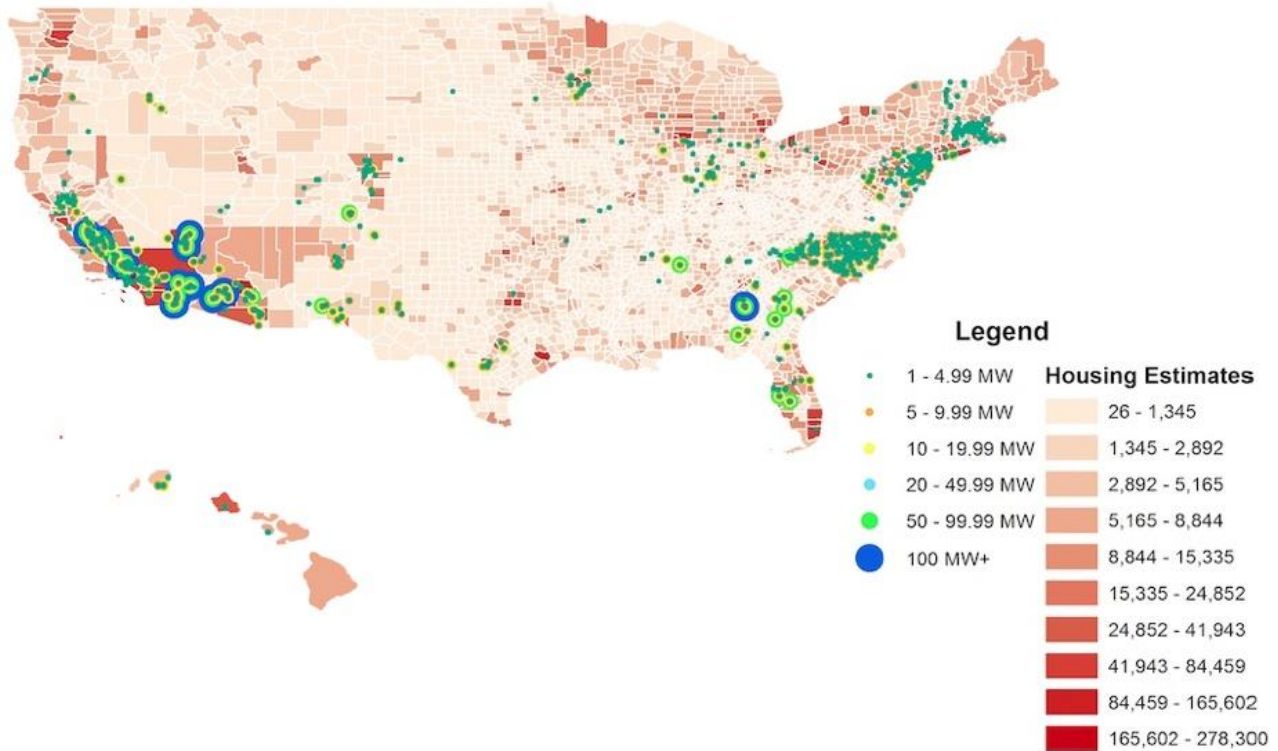 Legend
1 - 4.99 MW
5 - 9.99 MW
10 - 19.99 MW
20 - 49.99 MW
50 - 99.99 MW
100 MW+
Housing Estimates
26 - 1,345
1,345 - 2,892
2,892 - 5,165
5,165 - 8,844
8,844 - 15,335
15,335 - 24,852
24,852 - 41,943
41,943 - 84,459
84,459 - 165,602
165,602 - 278,300